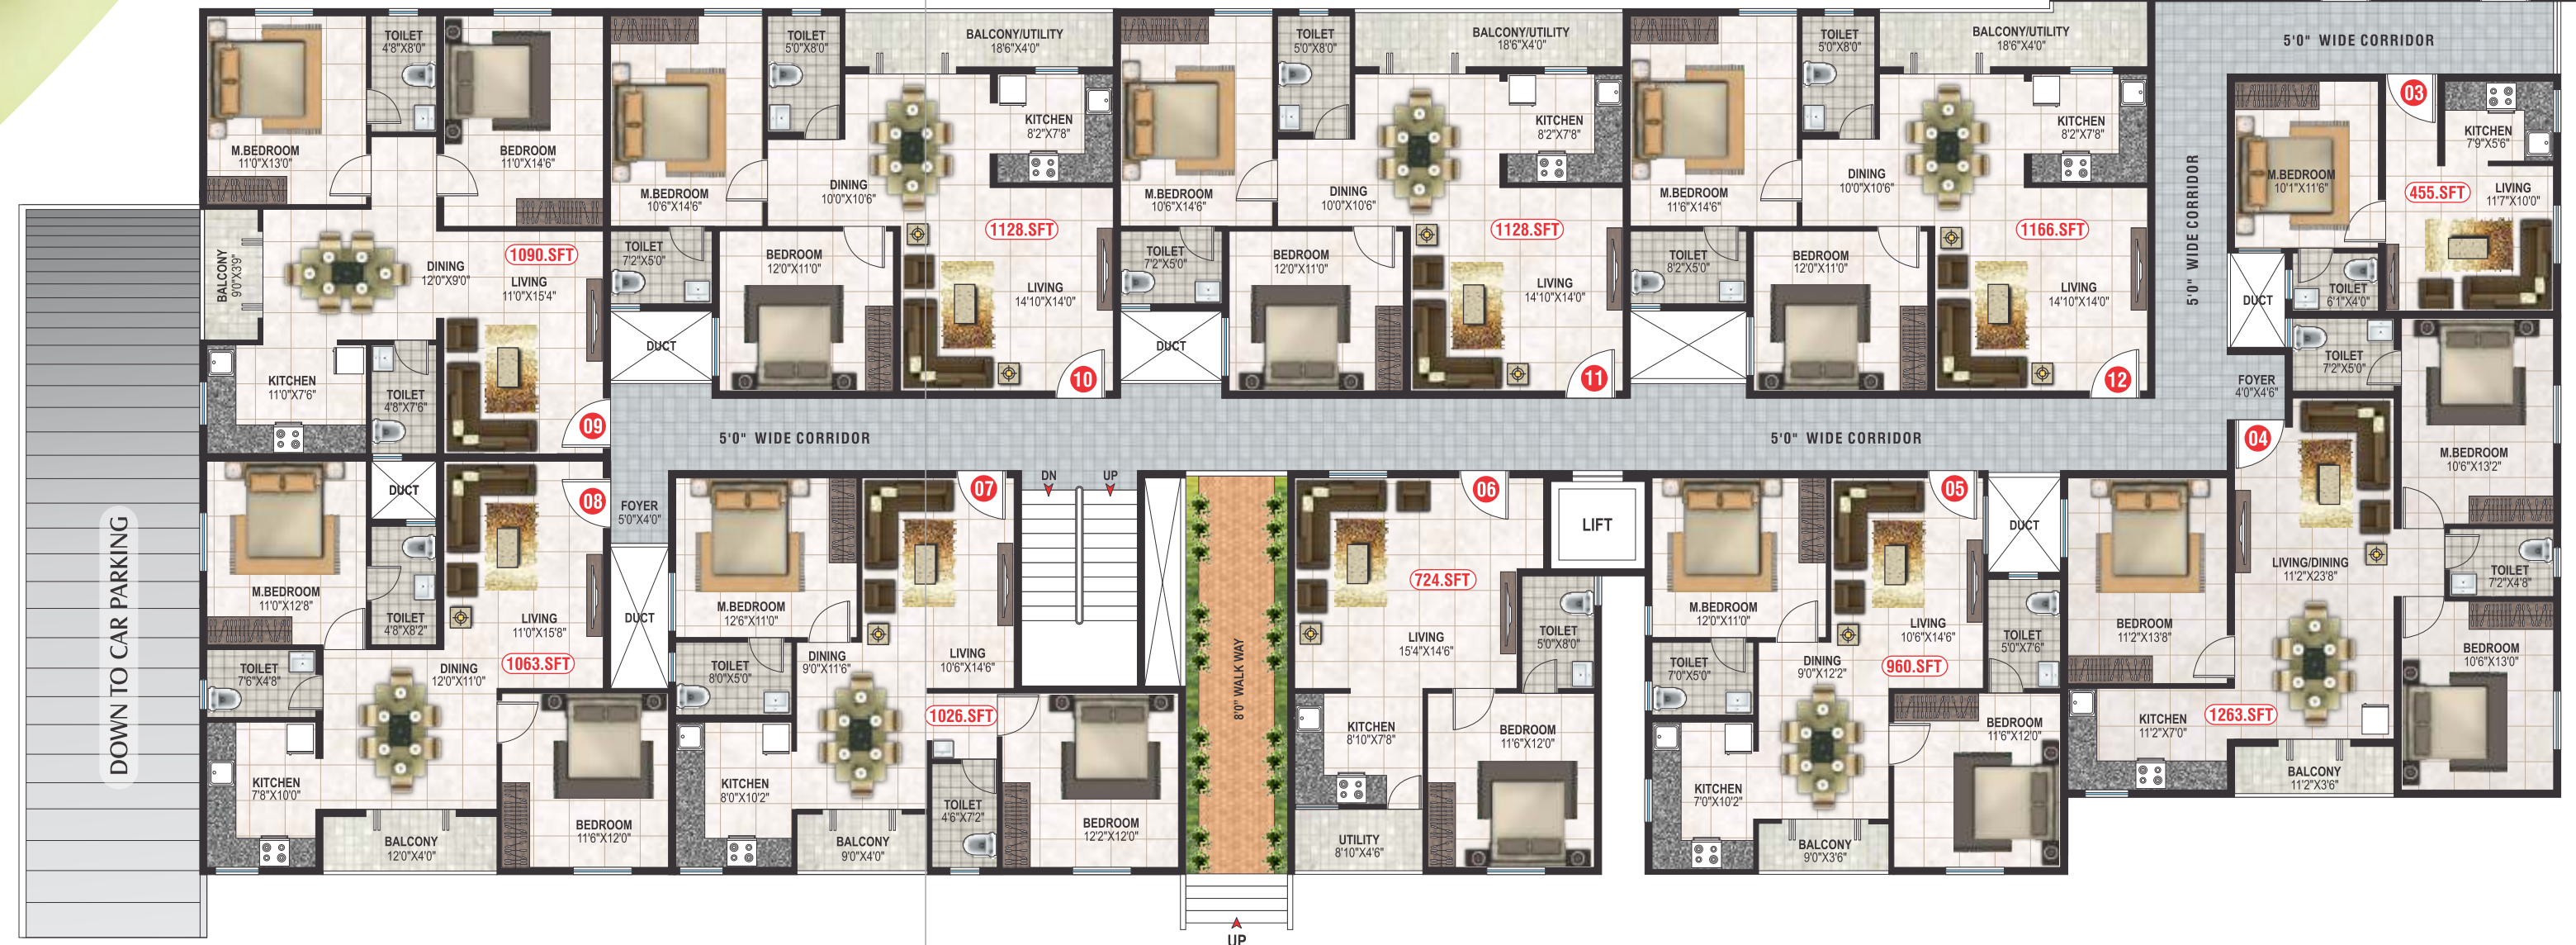 DOWN TO CAR PARKING
M.BEDROOM
11'0"X13'0"
TOILET
4'8"X8'0"
BEDROOM
11'0"X14'6"
BALCONY
9'0"X3'9"
DINING
12'0"X9'0"
1090.SFT
LIVING
11'0"X15'4"
KITCHEN
11'0"X7'6"
TOILET
4'8"X7'6"
09
M.BEDROOM
10'6"X14'6"
TOILET
5'0"X8'0"
BALCONY/UTILITY
18'6"X4'0"
KITCHEN
8'2"X7'8"
DINING
10'0"X10'6"
1128.SFT
TOILET
7'2"X5'0"
BEDROOM
12'0"X11'0"
LIVING
14'10"X14'0"
DUCT
10
M.BEDROOM
10'6"X14'6"
TOILET
5'0"X8'0"
BALCONY/UTILITY
18'6"X4'0"
KITCHEN
8'2"X7'8"
DINING
10'0"X10'6"
1128.SFT
TOILET
7'2"X5'0"
BEDROOM
12'0"X11'0"
LIVING
14'10"X14'0"
DUCT
11
M.BEDROOM
11'6"X14'6"
TOILET
5'0"X8'0"
BALCONY/UTILITY
18'6"X4'0"
KITCHEN
8'2"X7'8"
DINING
10'0"X10'6"
1166.SFT
TOILET
8'2"X5'0"
BEDROOM
12'0"X11'0"
LIVING
14'10"X14'0"
12
5'0" WIDE CORRIDOR
5'0" WIDE CORRIDOR
03
KITCHEN
7'9"X5'6"
M.BEDROOM
10'1"X11'6"
455.SFT
LIVING
11'7"X10'0"
DUCT
TOILET
6'1"X4'0"
TOILET
7'2"X5'0"
FOYER
4'0"X4'6"
04
M.BEDROOM
10'6"X13'2"
LIVING/DINING
11'2"X23'8"
TOILET
7'2"X4'8"
BEDROOM
11'2"X13'8"
BEDROOM
10'6"X13'0"
KITCHEN
11'2"X7'0"
1263.SFT
BALCONY
11'2"X3'6"
5'0" WIDE CORRIDOR
5'0" WIDE CORRIDOR
DUCT
08
FOYER
5'0"X4'0"
M.BEDROOM
11'0"X12'8"
TOILET
4'8"X8'2"
LIVING
11'0"X15'8"
DUCT
1063.SFT
TOILET
7'6"X4'8"
DINING
12'0"X11'0"
KITCHEN
7'8"X10'0"
BALCONY
12'0"X4'0"
BEDROOM
11'6"X12'0"
07
M.BEDROOM
12'6"X11'0"
DINING
9'0"X11'6"
LIVING
10'6"X14'6"
TOILET
8'0"X5'0"
1026.SFT
KITCHEN
8'0"X10'2"
BALCONY
9'0"X4'0"
TOILET
4'6"X7'2"
BEDROOM
12'2"X12'0"
DN
UP
8'0" WALK WAY
UP
06
LIFT
724.SFT
LIVING
15'4"X14'6"
TOILET
5'0"X8'0"
KITCHEN
8'10"X7'8"
BEDROOM
11'6"X12'0"
UTILITY
8'10"X4'6"
05
DUCT
M.BEDROOM
12'0"X11'0"
LIVING
10'6"X14'6"
TOILET
5'0"X7'6"
TOILET
7'0"X5'0"
DINING
9'0"X12'2"
960.SFT
KITCHEN
7'0"X10'2"
BEDROOM
11'6"X12'0"
BALCONY
9'0"X3'6"